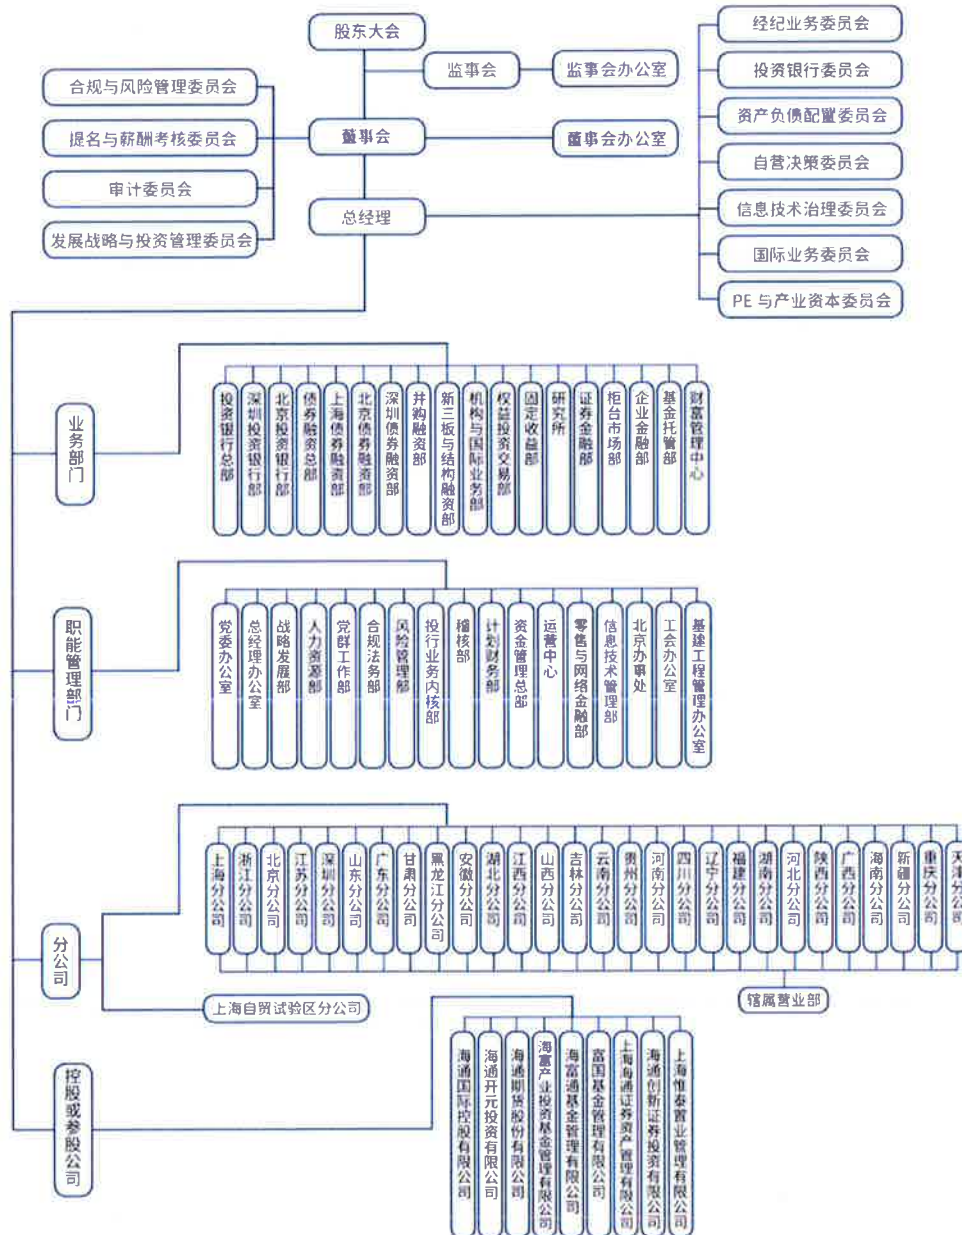 股东大会
监事会
监事会办公室
合规与风险管理委员会
提名与薪酬考核委员会
审计委员会
发展战略与投资管理委员会
董事会
董事会办公室
总经理
经纪业务委员会
投资银行委员会
资产负债配置委员会
自营决策委员会
信息技术治理委员会
国际业务委员会
PE 与产业资本委员会
业务部门
投资银行总部
深圳投资银行部
北京投资银行部
债券融资总部
上海债券融资部
北京债券融资部
深圳债券融资部
并购融资部
新三板与结构融资部
机构与国际业务部
权益投资交易部
固定收益部
研究所
证券金融部
柜台市场部
企业金融部
基金托管部
财富管理中心
职能管理部门
党委办公室
总经理办公室
战略发展部
人力资源部
党群工作部
合规法务部
风险管理部
投行业务内核部
稽核部
计划财务部
资金管理总部
运营中心
零售与网络金融部
信息技术管理部
北京办事处
工会办公室
基建工程管理办公室
分公司
上海分公司
浙江分公司
北京分公司
江苏分公司
深圳分公司
山东分公司
广东分公司
甘肃分公司
黑龙江分公司
安徽分公司
湖北分公司
江西分公司
山西分公司
吉林分公司
云南分公司
贵州分公司
河南分公司
四川分公司
辽宁分公司
福建分公司
湖南分公司
河北分公司
陕西分公司
广西分公司
海南分公司
新疆分公司
重庆分公司
天津分公司
上海自贸试验区分公司
辖属营业部
控股或参股公司
海通国际控股有限公司
海通开元投资有限公司
海通期货股份有限公司
海富产业投资基金管理有限公司
海富通基金管理有限公司
富国基金管理有限公司
上海海通证券资产管理有限公司
海通创新证券投资有限公司
上海惟泰置业管理有限公司